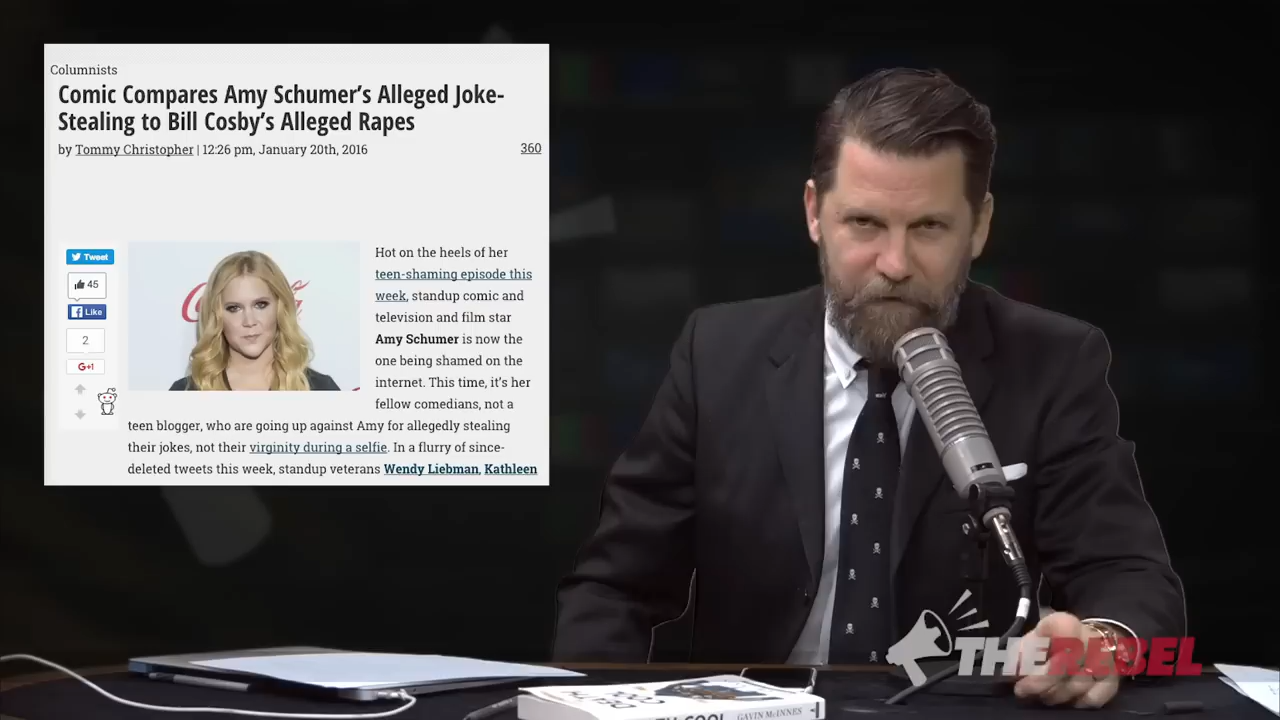 Columnists
Comic Compares Amy Schumer’s Alleged Joke-
Stealing to Bill Cosby’s Alleged Rapes
by Tommy Christopher | 12:26 pm, January 20th, 2016
360
Tweet
45
Like
2
G+1
Hot on the heels of her
teen-shaming episode this
week, standup comic and
television and film star
Amy Schumer is now the
one being shamed on the
internet. This time, it’s her
fellow comedians, not a
teen blogger, who are going up against Amy for allegedly stealing
their jokes, not their virginity during a selfie. In a flurry of since-
deleted tweets this week, standup veterans Wendy Liebman, Kathleen
THEREBEL
COOL GAVIN McINNES